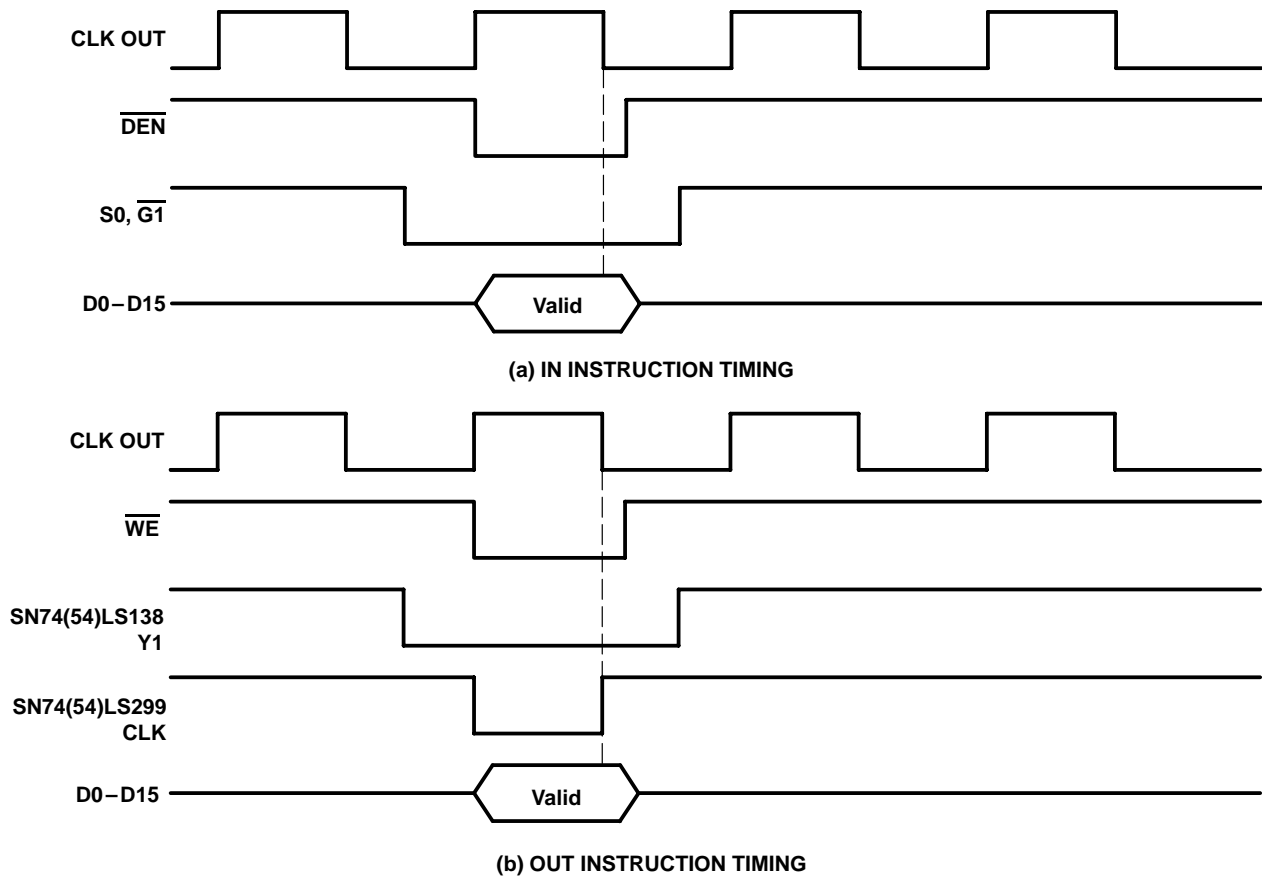 CLK OUT
DEN
S0, G1
D0–D15
Valid
(a) IN INSTRUCTION TIMING
CLK OUT
WE
SN74(54)LS138
Y1
SN74(54)LS299
CLK
D0–D15
Valid
(b) OUT INSTRUCTION TIMING